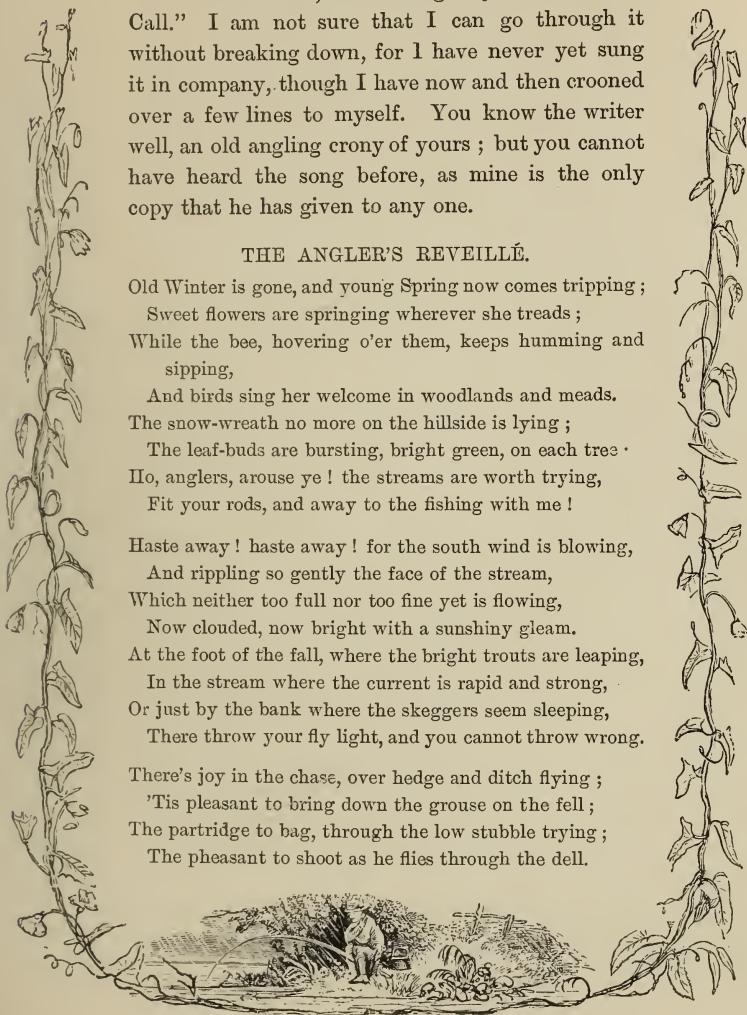 Call.” I am not sure that I can go through it
without breaking down, for I have never yet sung
it in company, though I have now and then crooned
over a few lines to myself. You know the writer
well, an old angling crony of yours ; but you cannot
have heard the song before, as mine is the only
copy that he has given to any one.
THE ANGLER’S REVEILLÉ.
Old Winter is gone, and young Spring now comes tripping ;
Sweet flowers are springing wherever she treads ;
While the bee, hovering o’er them, keeps humming and
sipping,
And birds sing her welcome in woodlands and meads.
The snow-wreath no more on the hillside is lying ;
The leaf-buds are bursting, bright green, on each tree ·
Ho, anglers, arouse ye ! the streams are worth trying,
Fit your rods, and away to the fishing with me !
Haste away ! haste away ! for the south wind is blowing,
And rippling so gently the face of the stream,
Which neither too full nor too fine yet is flowing,
Now clouded, now bright with a sunshiny gleam.
At the foot of the fall, where the bright trouts are leaping,
In the stream where the current is rapid and strong,
Or just by the bank where the skeggers seem sleeping,
There throw your fly light, and you cannot throw wrong.
There’s joy in the chase, over hedge and ditch flying ;
’Tis pleasant to bring down the grouse on the fell ;
The partridge to bag, through the low stubble trying ;
The pheasant to shoot as he flies through the dell.